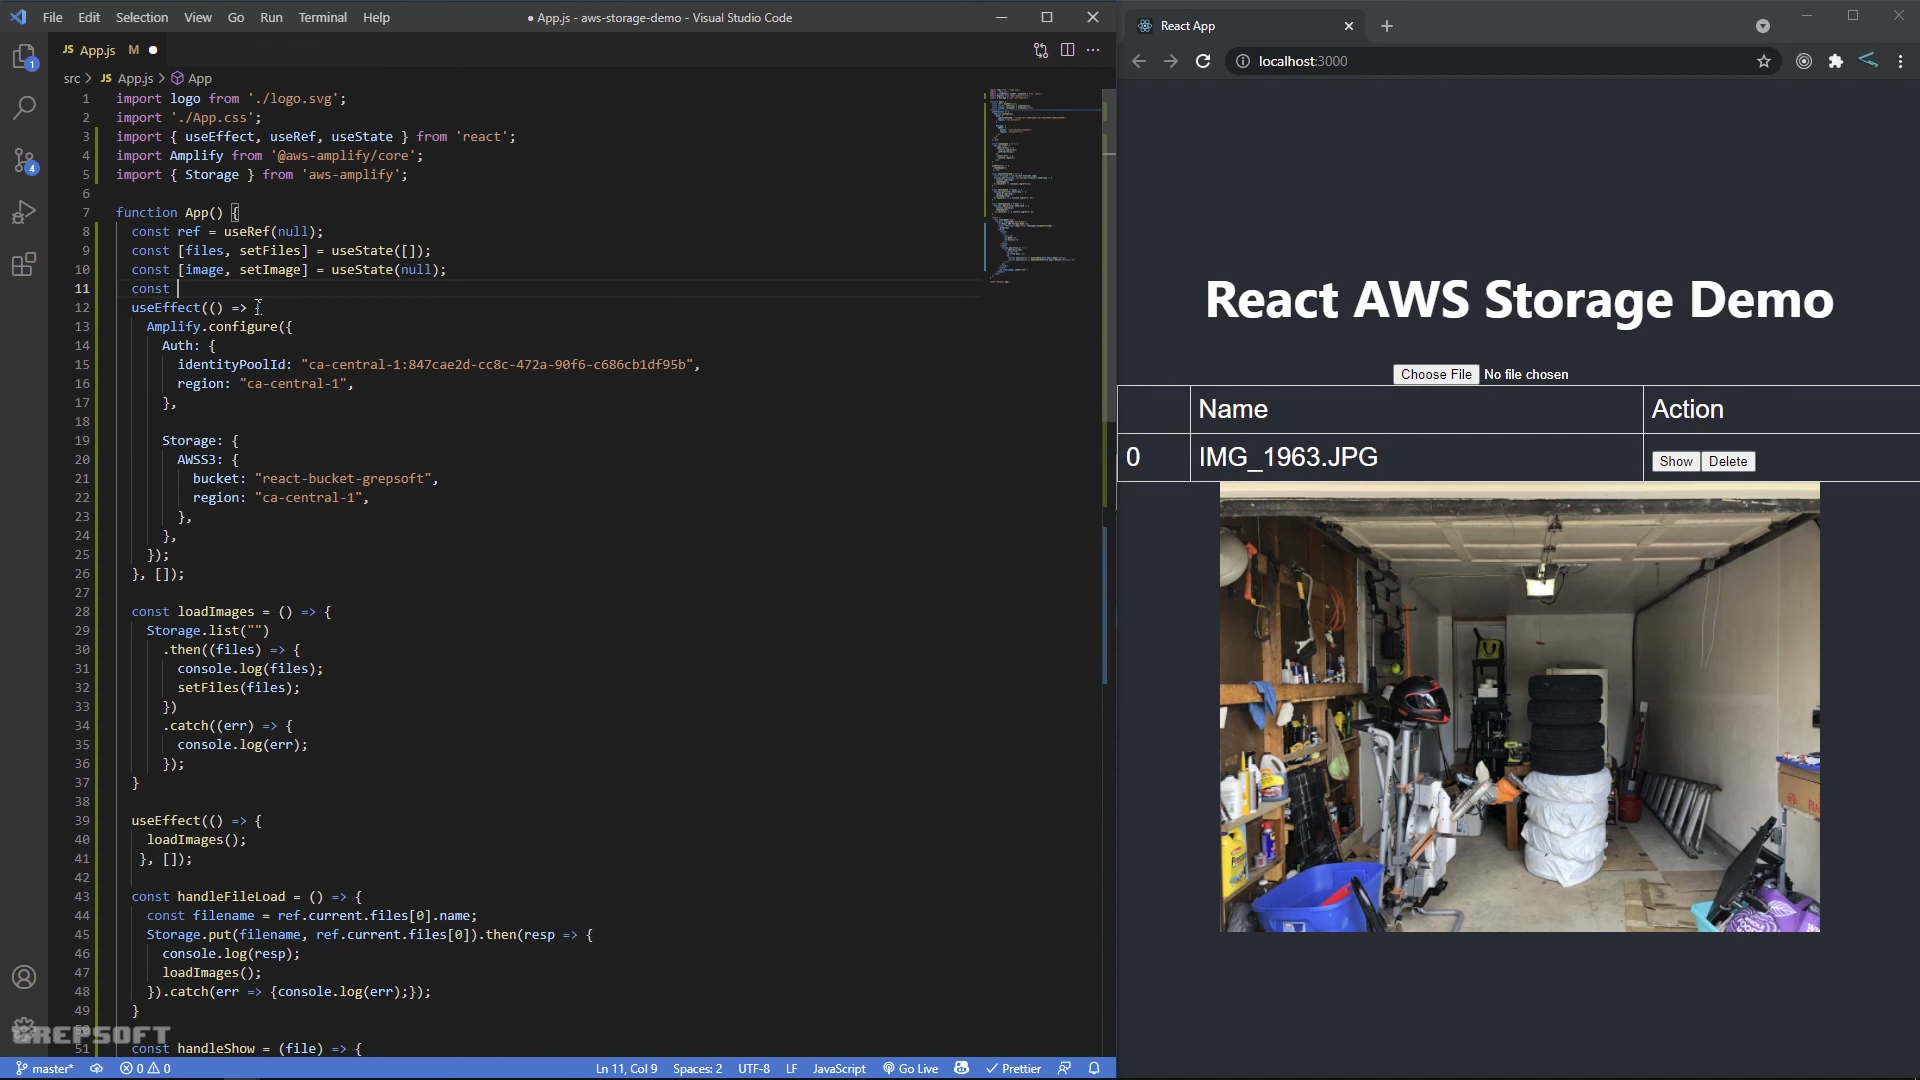 File Edit Selection View Go Run Terminal Help
● App.js - aws-storage-demo - Visual Studio Code
JS App.js M
src > JS App.js > App
1 import logo from './logo.svg';
2 import './App.css';
3 import { useEffect, useRef, useState } from 'react';
4 import Amplify from '@aws-amplify/core';
5 import { Storage } from 'aws-amplify';
6
7 function App() {
8 const ref = useRef(null);
9 const [files, setFiles] = useState([]);
10 const [image, setImage] = useState(null);
11 const
12 useEffect(() => {
13 Amplify.configure({
14 Auth: {
15 identityPoolId: "ca-central-1:847cae2d-cc8c-472a-90f6-c686cb1df95b",
16 region: "ca-central-1",
17 },
18
19 Storage: {
20 AWSS3: {
21 bucket: "react-bucket-grepsoft",
22 region: "ca-central-1",
23 },
24 },
25 });
26 }, []);
27
28 const loadImages = () => {
29 Storage.list("")
30 .then((files) => {
31 console.log(files);
32 setFiles(files);
33 })
34 .catch((err) => {
35 console.log(err);
36 });
37 }
38
39 useEffect(() => {
40 loadImages();
41 }, []);
42
43 const handleFileLoad = () => {
44 const filename = ref.current.files[0].name;
45 Storage.put(filename, ref.current.files[0]).then(resp => {
46 console.log(resp);
47 loadImages();
48 }).catch(err => {console.log(err);});
49 }
50
51 const handleShow = (file) => {
1
4
GREPSOFT
master* 0 0 Ln 11, Col 9 Spaces: 2 UTF-8 LF JavaScript Go Live Prettier
React App
localhost:3000
React AWS Storage Demo
Choose File No file chosen
Name Action
0 IMG_1963.JPG Show Delete